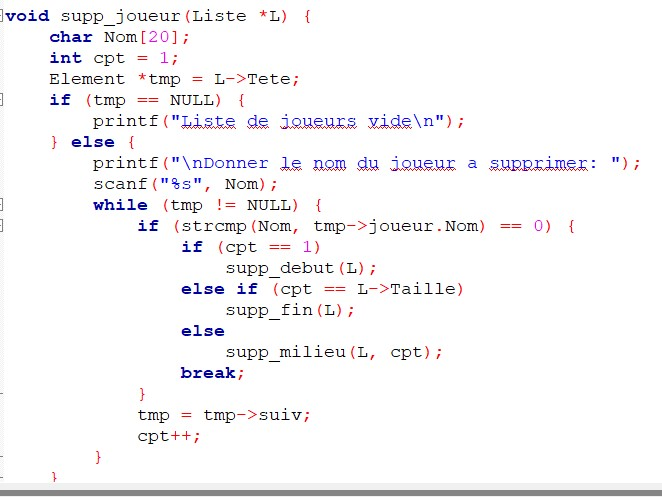 void supp_joueur(Liste *L) {
    char Nom[20];
    int cpt = 1;
    Element *tmp = L->Tete;
    if (tmp == NULL) {
        printf("Liste de joueurs vide\n");
    } else {
        printf("\nDonner le nom du joueur a supprimer: ");
        scanf("%s", Nom);
        while (tmp != NULL) {
            if (strcmp(Nom, tmp->joueur.Nom) == 0) {
                if (cpt == 1)
                    supp_debut(L);
                else if (cpt == L->Taille)
                    supp_fin(L);
                else
                    supp_milieu(L, cpt);
                break;
            }
            tmp = tmp->suiv;
            cpt++;
        }
    }